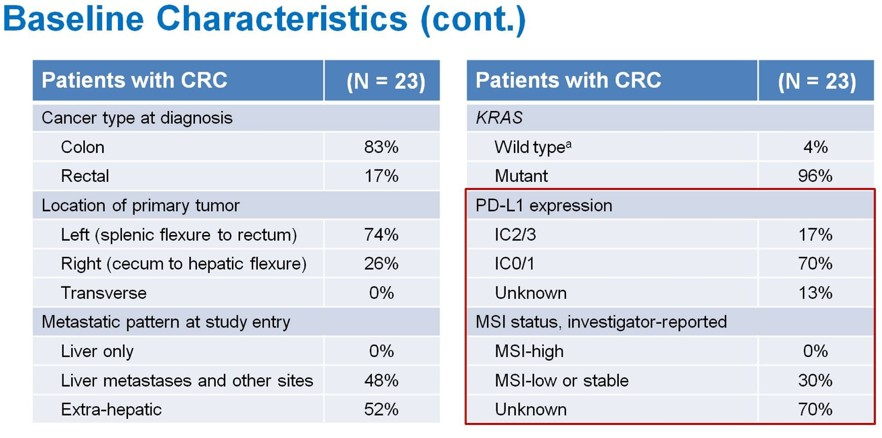 Baseline Characteristics (cont.)
Patients with CRC (N = 23)
Cancer type at diagnosis
Colon 83%
Rectal 17%
Location of primary tumor
Left (splenic flexure to rectum) 74%
Right (cecum to hepatic flexure) 26%
Transverse 0%
Metastatic pattern at study entry
Liver only 0%
Liver metastases and other sites 48%
Extra-hepatic 52%
Patients with CRC (N = 23)
KRAS
Wild typeᵃ 4%
Mutant 96%
PD-L1 expression
IC2/3 17%
IC0/1 70%
Unknown 13%
MSI status, investigator-reported
MSI-high 0%
MSI-low or stable 30%
Unknown 70%